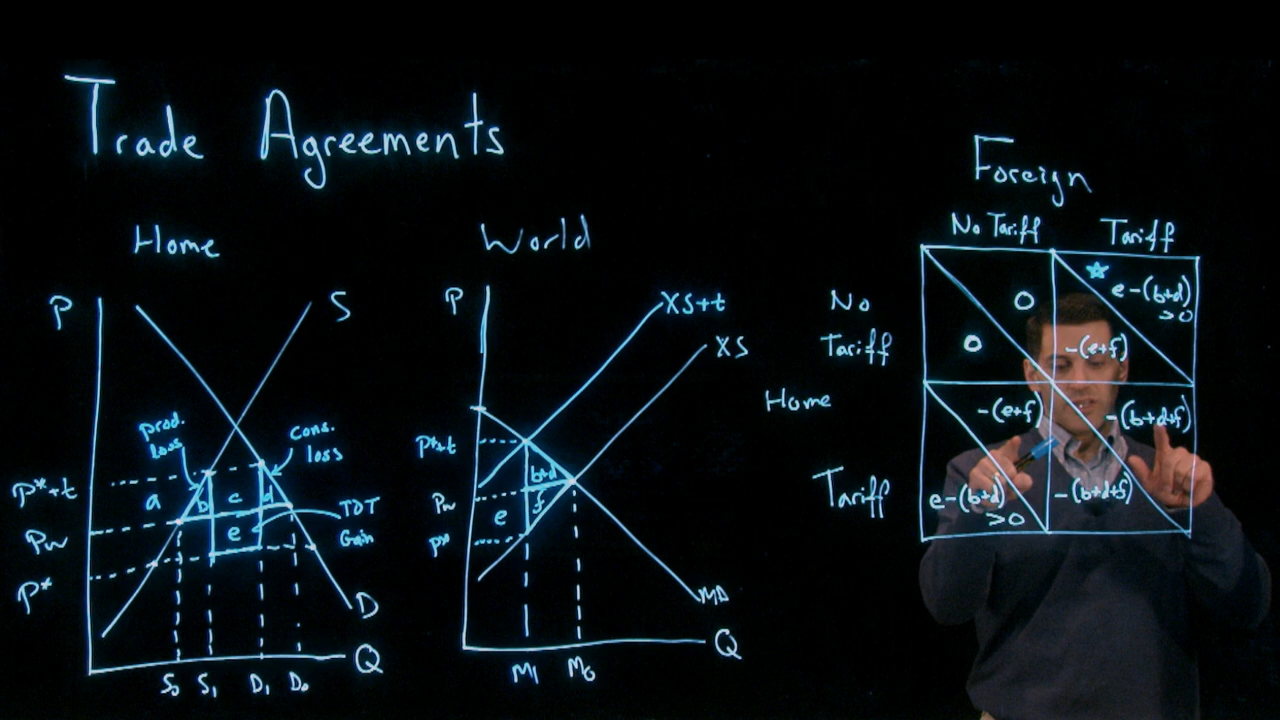 Trade Agreements
Home
P
S
prod.
loss
cons.
loss
P*+t
a
b
c
d
Pw
e
TOT
Gain
P*
D
Q
S₀
S₁
D₁
D₀
World
P
XS+t
XS
P*+t
b+d
Pw
f
e
P*
MD
Q
M₁
M₀
Foreign
No Tariff
Tariff
No
Tariff
Home
Tariff
0
0
e-(b+d)
>0
-(e+f)
-(e+f)
e-(b+d)
>0
-(b+d+f)
-(b+d+f)